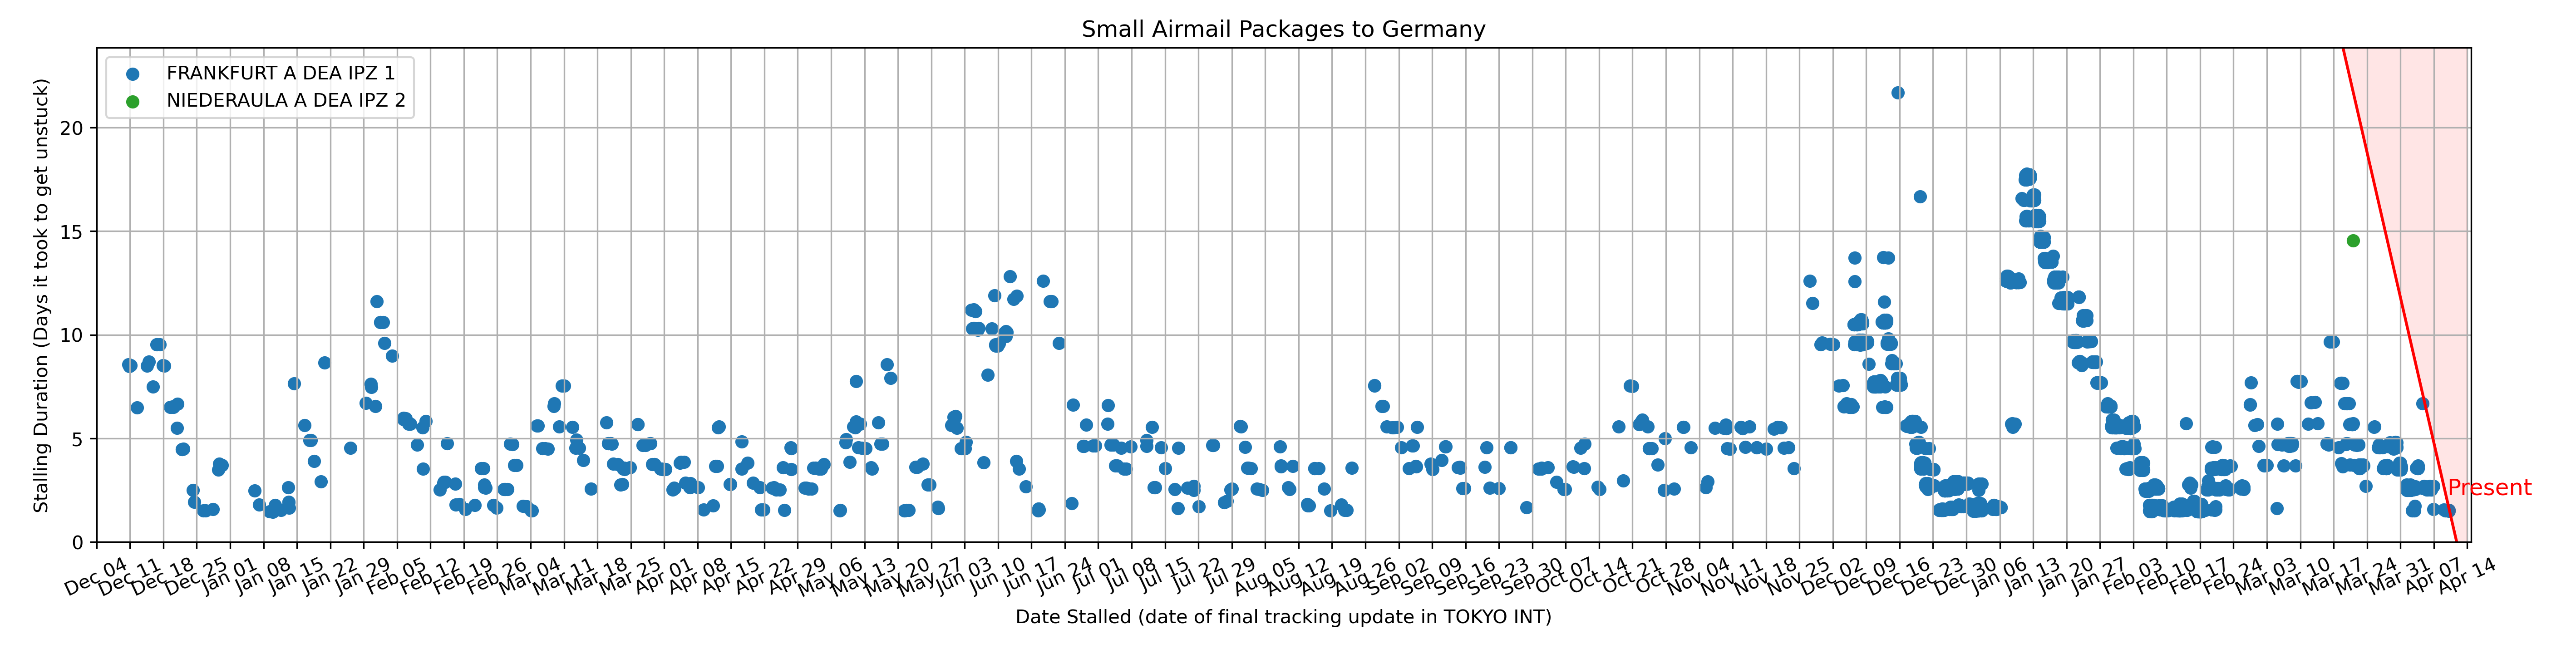 Small Airmail Packages to Germany
FRANKFURT A DEA IPZ 1
NIEDERAULA A DEA IPZ 2
Stalling Duration (Days it took to get unstuck)
20
15
10
5
0
Present
Dec 04 Dec 11 Dec 18 Dec 25 Jan 01 Jan 08 Jan 15 Jan 22 Jan 29 Feb 05 Feb 12 Feb 19 Feb 26 Mar 04 Mar 11 Mar 18 Mar 25 Apr 01 Apr 08 Apr 15 Apr 22 Apr 29 May 06 May 13 May 20 May 27 Jun 03 Jun 10 Jun 17 Jun 24 Jul 01 Jul 08 Jul 15 Jul 22 Jul 29 Aug 05 Aug 12 Aug 19 Aug 26 Sep 02 Sep 09 Sep 16 Sep 23 Sep 30 Oct 07 Oct 14 Oct 21 Oct 28 Nov 04 Nov 11 Nov 18 Nov 25 Dec 02 Dec 09 Dec 16 Dec 23 Dec 30 Jan 06 Jan 13 Jan 20 Jan 27 Feb 03 Feb 10 Feb 17 Feb 24 Mar 03 Mar 10 Mar 17 Mar 24 Mar 31 Apr 07 Apr 14
Date Stalled (date of final tracking update in TOKYO INT)